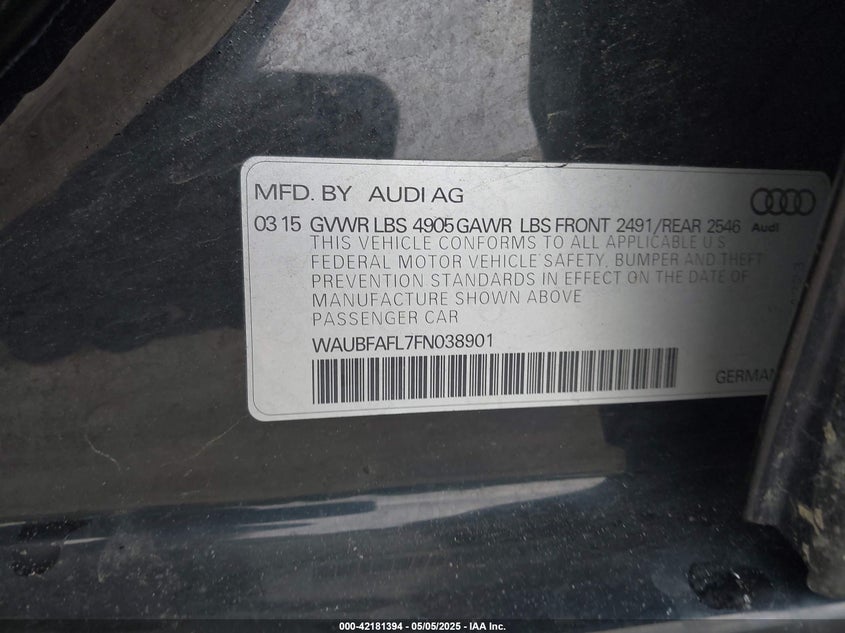 MFD. BY AUDI AG
03 15 GVWR LBS 4905 GAWR LBS FRONT 2491/REAR 2546
Audi
THIS VEHICLE CONFORMS TO ALL APPLICABLE U S
FEDERAL MOTOR VEHICLE SAFETY, BUMPER AND THEFT
PREVENTION STANDARDS IN EFFECT ON THE DATE OF
MANUFACTURE SHOWN ABOVE
PASSENGER CAR
WAUBFAFL7FN038901
GERMAN
000-42181394 - 05/05/2025 - IAA Inc.